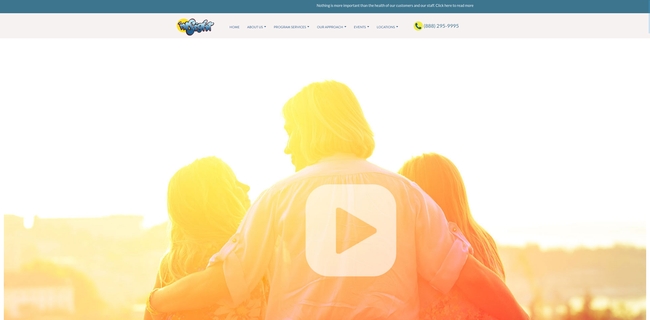 Nothing is more important than the health of our customers and our staff. Click here to read more
HOME ABOUT US PROGRAM SERVICES OUR APPROACH EVENTS LOCATIONS (888) 295-9995